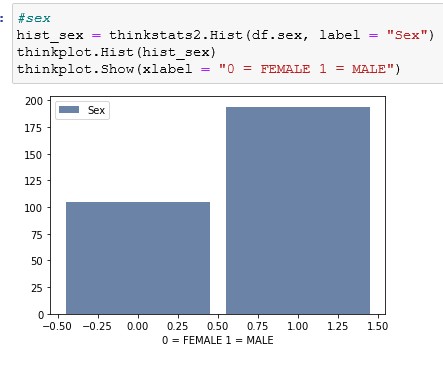 :
#sex
hist_sex = thinkstats2.Hist(df.sex, label = "Sex")
thinkplot.Hist(hist_sex)
thinkplot.Show(xlabel = "0 = FEMALE 1 = MALE")
200
175
150
125
100
75
50
25
0
Sex
−0.50 −0.25 0.00 0.25 0.50 0.75 1.00 1.25 1.50
0 = FEMALE 1 = MALE